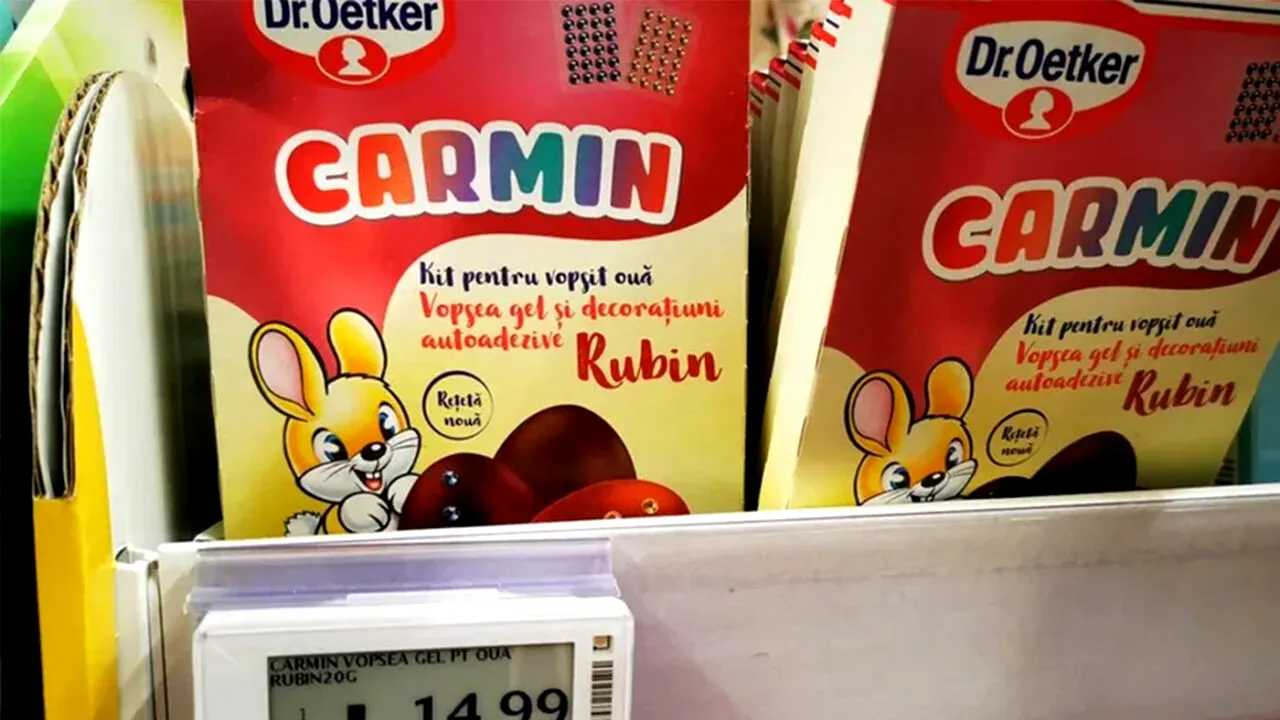 Dr.Oetker
CARMIN
Kit pentru vopsit ouă
Vopsea gel și decorațiuni
autoadezive
Rubin
Rețetă
nouă
Dr.Oetker
CARMIN
Kit pentru vopsit ouă
Vopsea gel și decorațiuni
autoadezive
Rubin
Rețetă
nouă
CARMIN VOPSEA GEL PT OUA
RUBIN20G
14.99